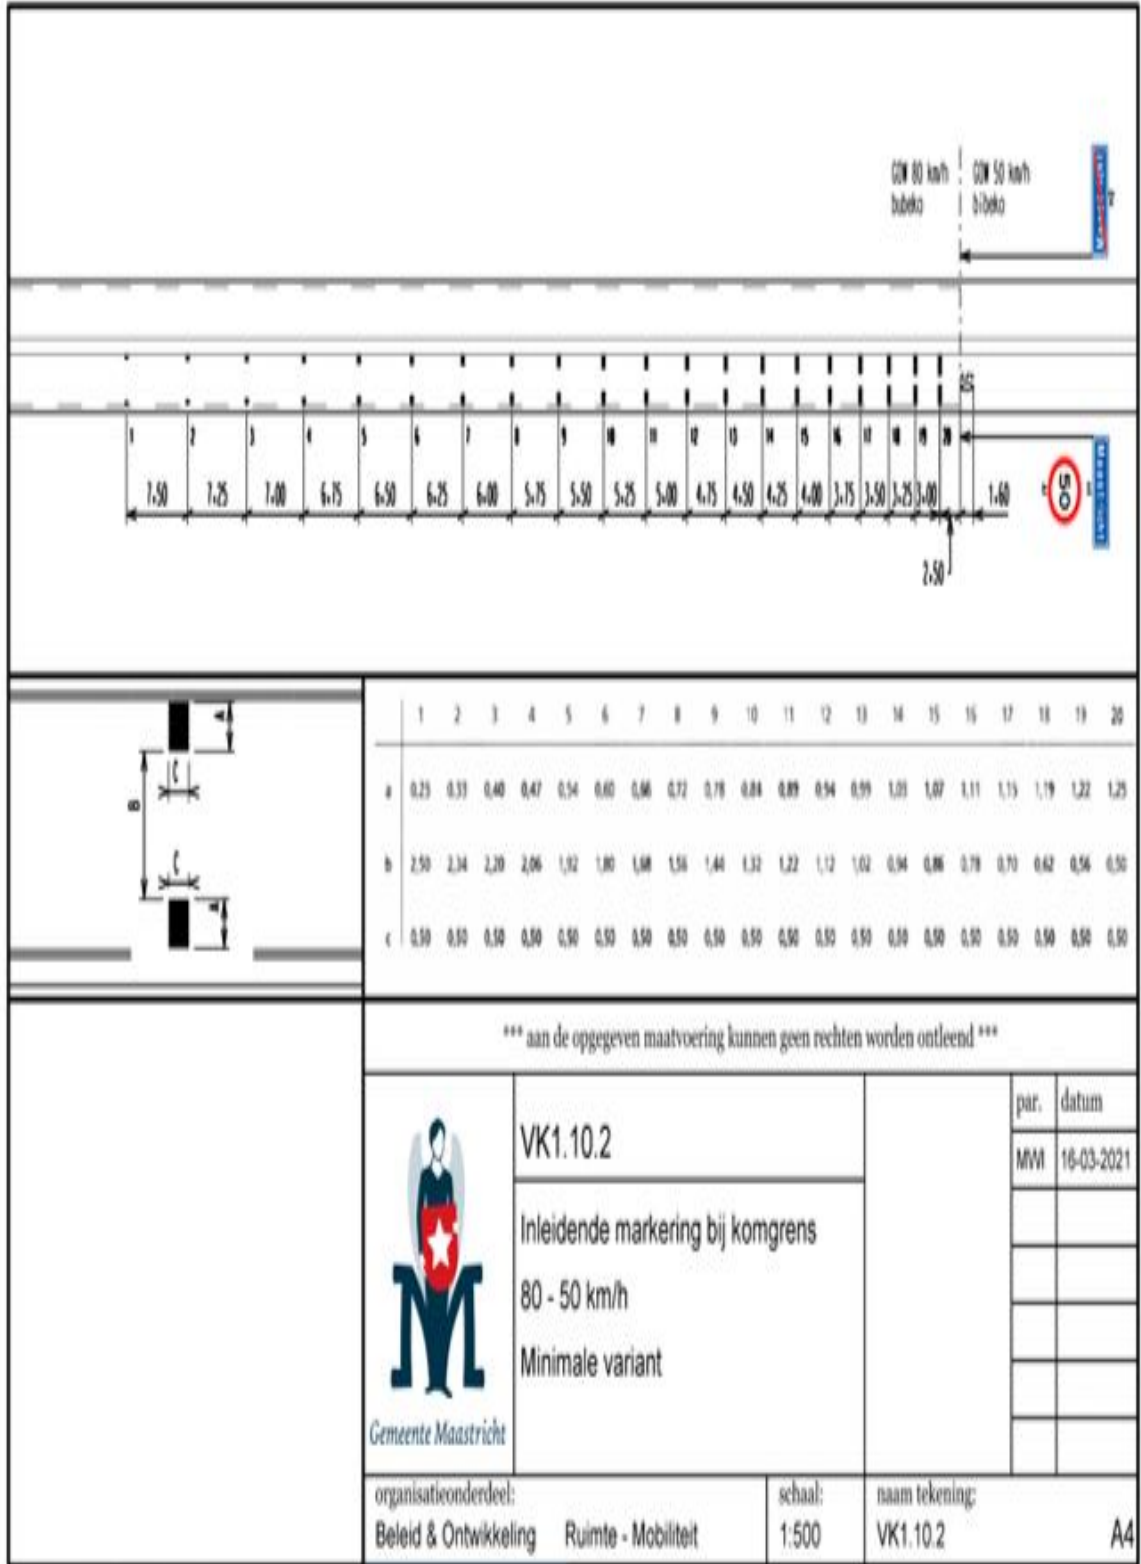 GOW 80 km/h GOW 50 km/h
bubeko bibeko
50
1 2 3 4 5 6 7 8 9 10 11 12 13 14 15 16 17 18 19 20
7.50 7.25 7.00 6.75 6.50 6.25 6.00 5.75 5.50 5.25 5.00 4.75 4.50 4.25 4.00 3.75 3.50 3.25 3.00 1.60
2.50
50
Maastricht
A
C
B
C
A
1 2 3 4 5 6 7 8 9 10 11 12 13 14 15 16 17 18 19 20
a 0,25 0,33 0,40 0,47 0,54 0,60 0,66 0,72 0,78 0,84 0,89 0,94 0,99 1,03 1,07 1,11 1,15 1,19 1,22 1,25
b 2,50 2,34 2,20 2,06 1,92 1,80 1,68 1,56 1,44 1,32 1,22 1,12 1,02 0,94 0,86 0,78 0,70 0,62 0,56 0,50
c 0,50 0,50 0,50 0,50 0,50 0,50 0,50 0,50 0,50 0,50 0,50 0,50 0,50 0,50 0,50 0,50 0,50 0,50 0,50 0,50
*** aan de opgegeven maatvoering kunnen geen rechten worden ontleend ***
VK1.10.2
Inleidende markering bij komgrens
80 - 50 km/h
Minimale variant
par. datum
MWI 16-03-2021
Gemeente Maastricht
organisatieonderdeel: schaal: naam tekening:
Beleid & Ontwikkeling Ruimte - Mobiliteit 1:500 VK1.10.2 A4